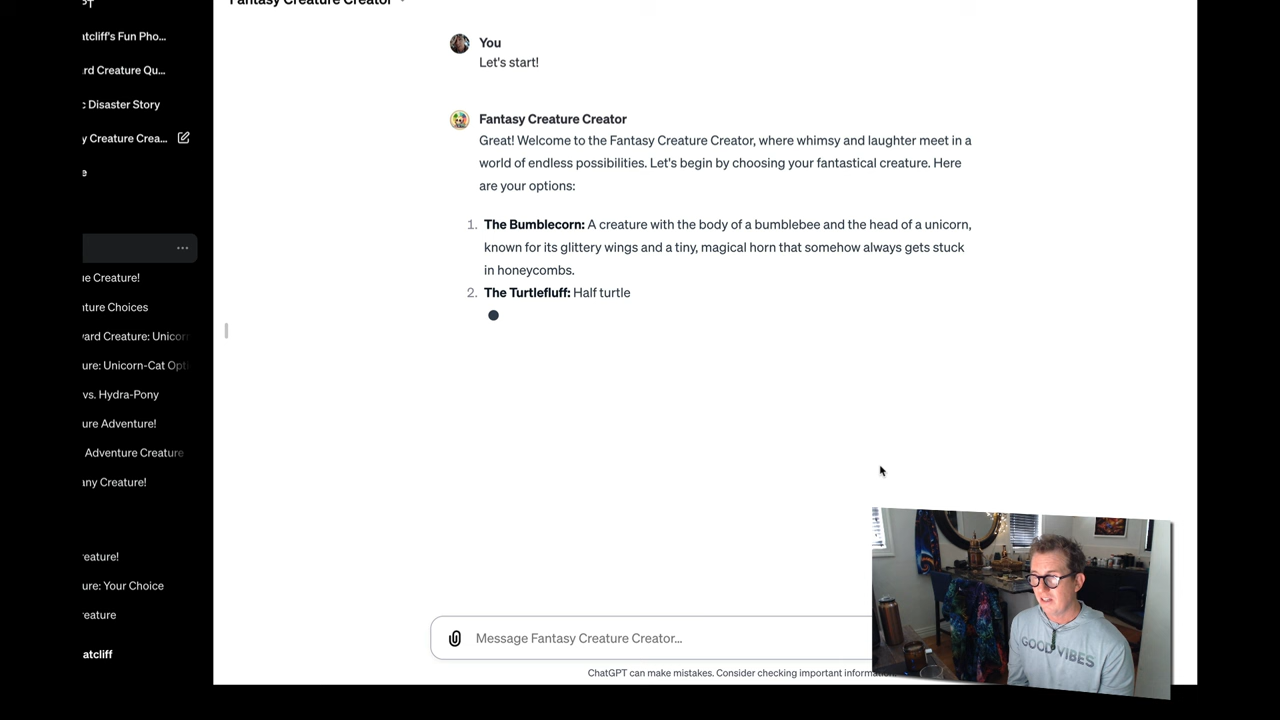 Fantasy Creature Creator
atcliff's Fun Pho...
rd Creature Qu...
c Disaster Story
y Creature Crea...
e
ue Creature!
ture Choices
ard Creature: Unicorn
ure: Unicorn-Cat Opti
vs. Hydra-Pony
ure Adventure!
Adventure Creature
any Creature!
eature!
ure: Your Choice
reature
atcliff
You
Let's start!
Fantasy Creature Creator
Great! Welcome to the Fantasy Creature Creator, where whimsy and laughter meet in a
world of endless possibilities. Let's begin by choosing your fantastical creature. Here
are your options:
1. The Bumblecorn: A creature with the body of a bumblebee and the head of a unicorn,
known for its glittery wings and a tiny, magical horn that somehow always gets stuck
in honeycombs.
2. The Turtlefluff: Half turtle
Message Fantasy Creature Creator...
ChatGPT can make mistakes. Consider checking important information.
GOOD VIBES